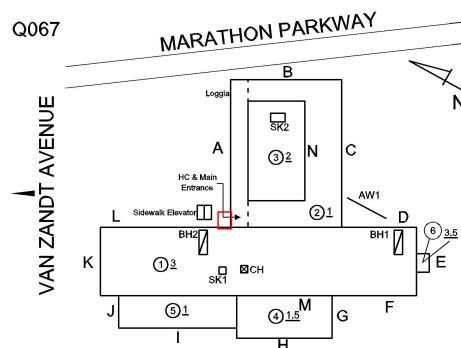 Q067
MARATHON PARKWAY
B
Loggia
N
SK2
VAN ZANDT AVENUE
A
3 2
N
C
HC & Main
Entrance
AW1
Sidewalk Elevator
2 1
L
D
BH2
BH1
6
3.5
K
1 3
CH
E
SK1
J
5 1
M
F
4 1.5
G
I
H